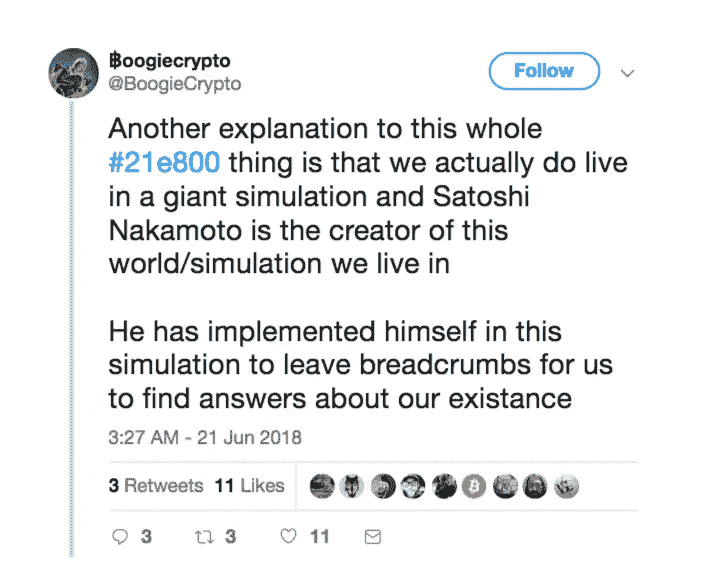 ₿oogiecrypto
@BoogieCrypto
Follow
Another explanation to this whole
#21e800 thing is that we actually do live
in a giant simulation and Satoshi
Nakamoto is the creator of this
world/simulation we live in
He has implemented himself in this
simulation to leave breadcrumbs for us
to find answers about our existance
3:27 AM - 21 Jun 2018
3 Retweets 11 Likes
3 3 11